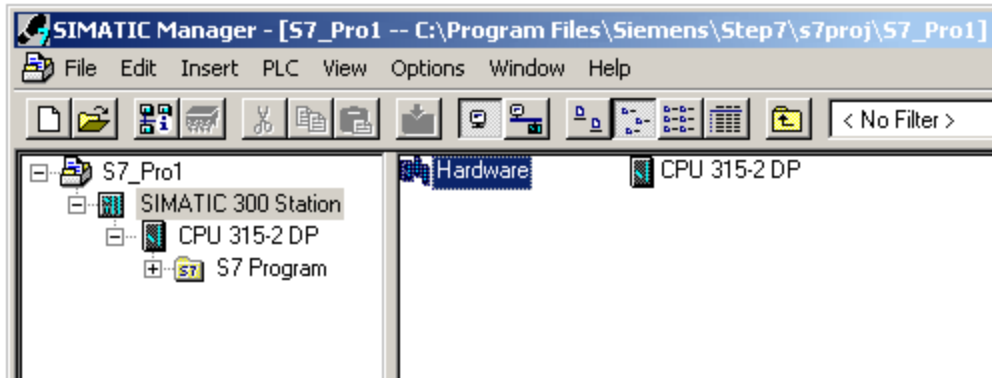 SIMATIC Manager - [S7_Pro1 -- C:\Program Files\Siemens\Step7\s7proj\S7_Pro1]
File Edit Insert PLC View Options Window Help
< No Filter >
S7_Pro1
SIMATIC 300 Station
CPU 315-2 DP
S7 Program
Hardware
CPU 315-2 DP